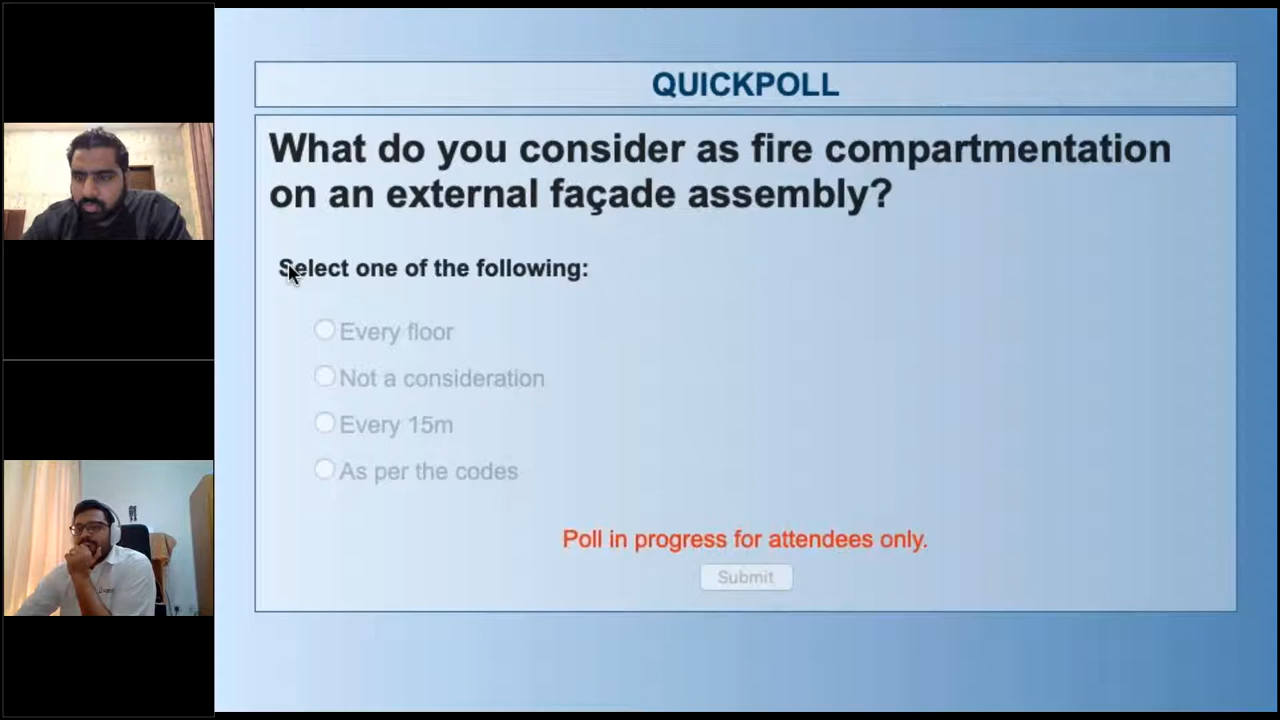 QUICKPOLL
What do you consider as fire compartmentation
on an external façade assembly?
Select one of the following:
Every floor
Not a consideration
Every 15m
As per the codes
Poll in progress for attendees only.
Submit